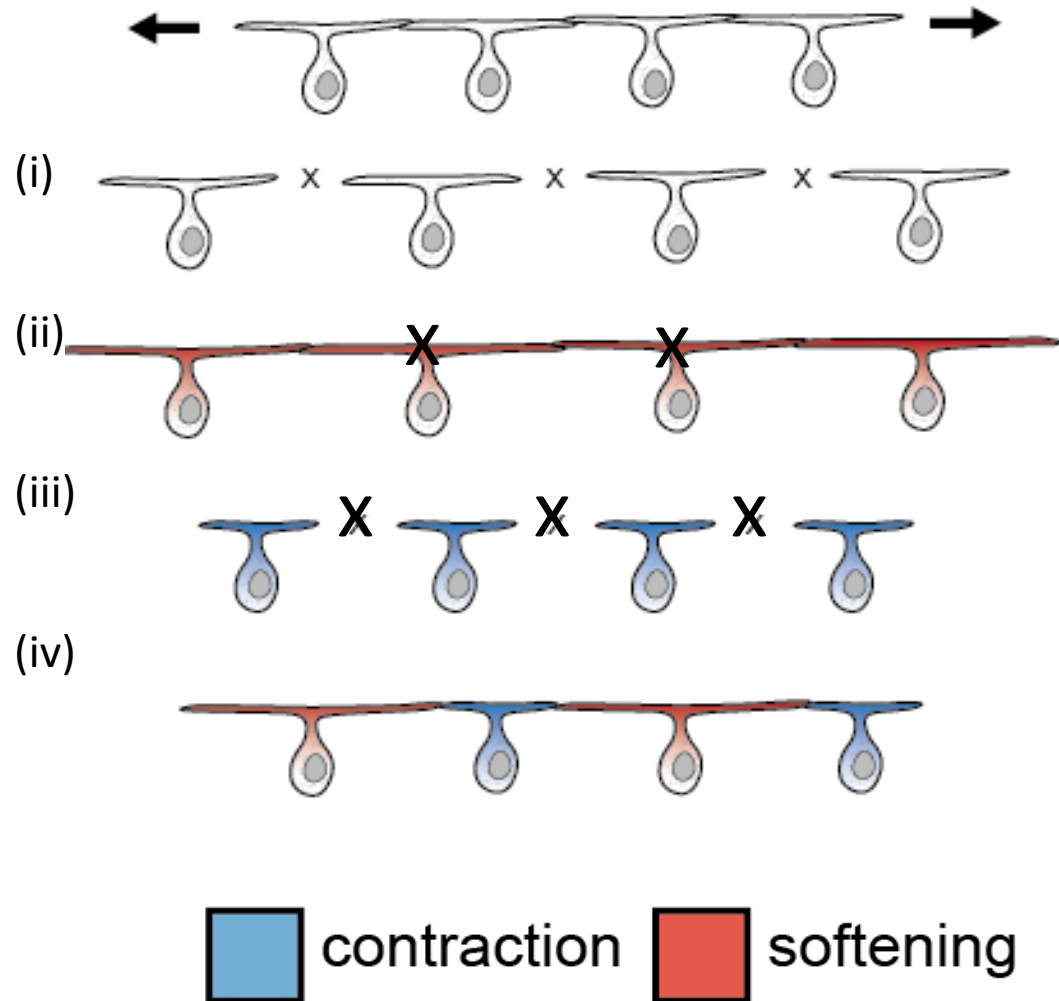 (i) x x x
(ii) X X
(iii) X X X
(iv)
contraction softening